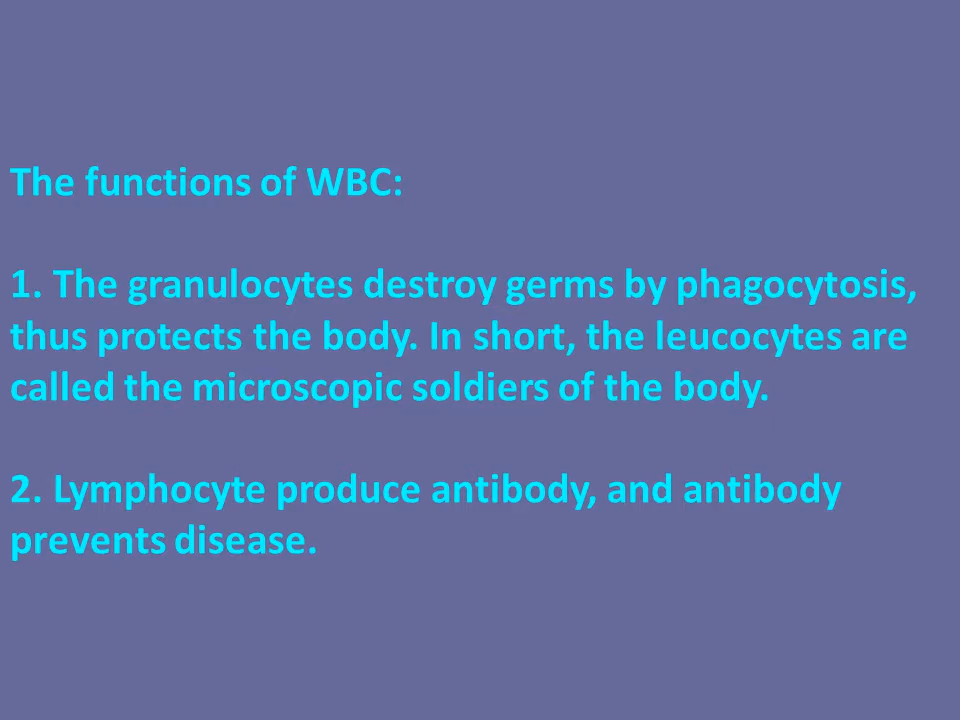 The functions of WBC:
1. The granulocytes destroy germs by phagocytosis,
thus protects the body. In short, the leucocytes are
called the microscopic soldiers of the body.
2. Lymphocyte produce antibody, and antibody
prevents disease.